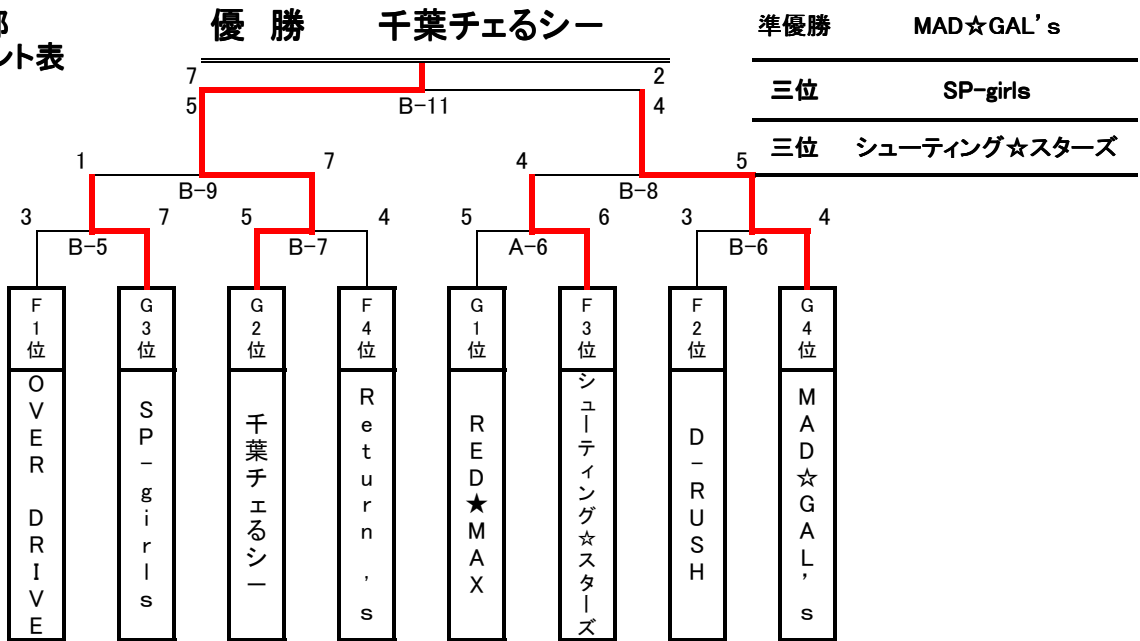 部
ント表
優 勝 千葉チェるシー
準優勝 MAD☆GAL's
三位 SP-girls
三位 シューティング☆スターズ
7 2
5 B-11 4
1 7 4 5
B-9 B-8
3 7 5 4 5 6 3 4
B-5 B-7 A-6 B-6
F1位 G3位 G2位 F4位 G1位 F3位 F2位 G4位
OVER DRIVE
SP-girls
千葉チェるシー
Return's
RED★MAX
シューティング☆スターズ
D-RUSH
MAD☆GAL's